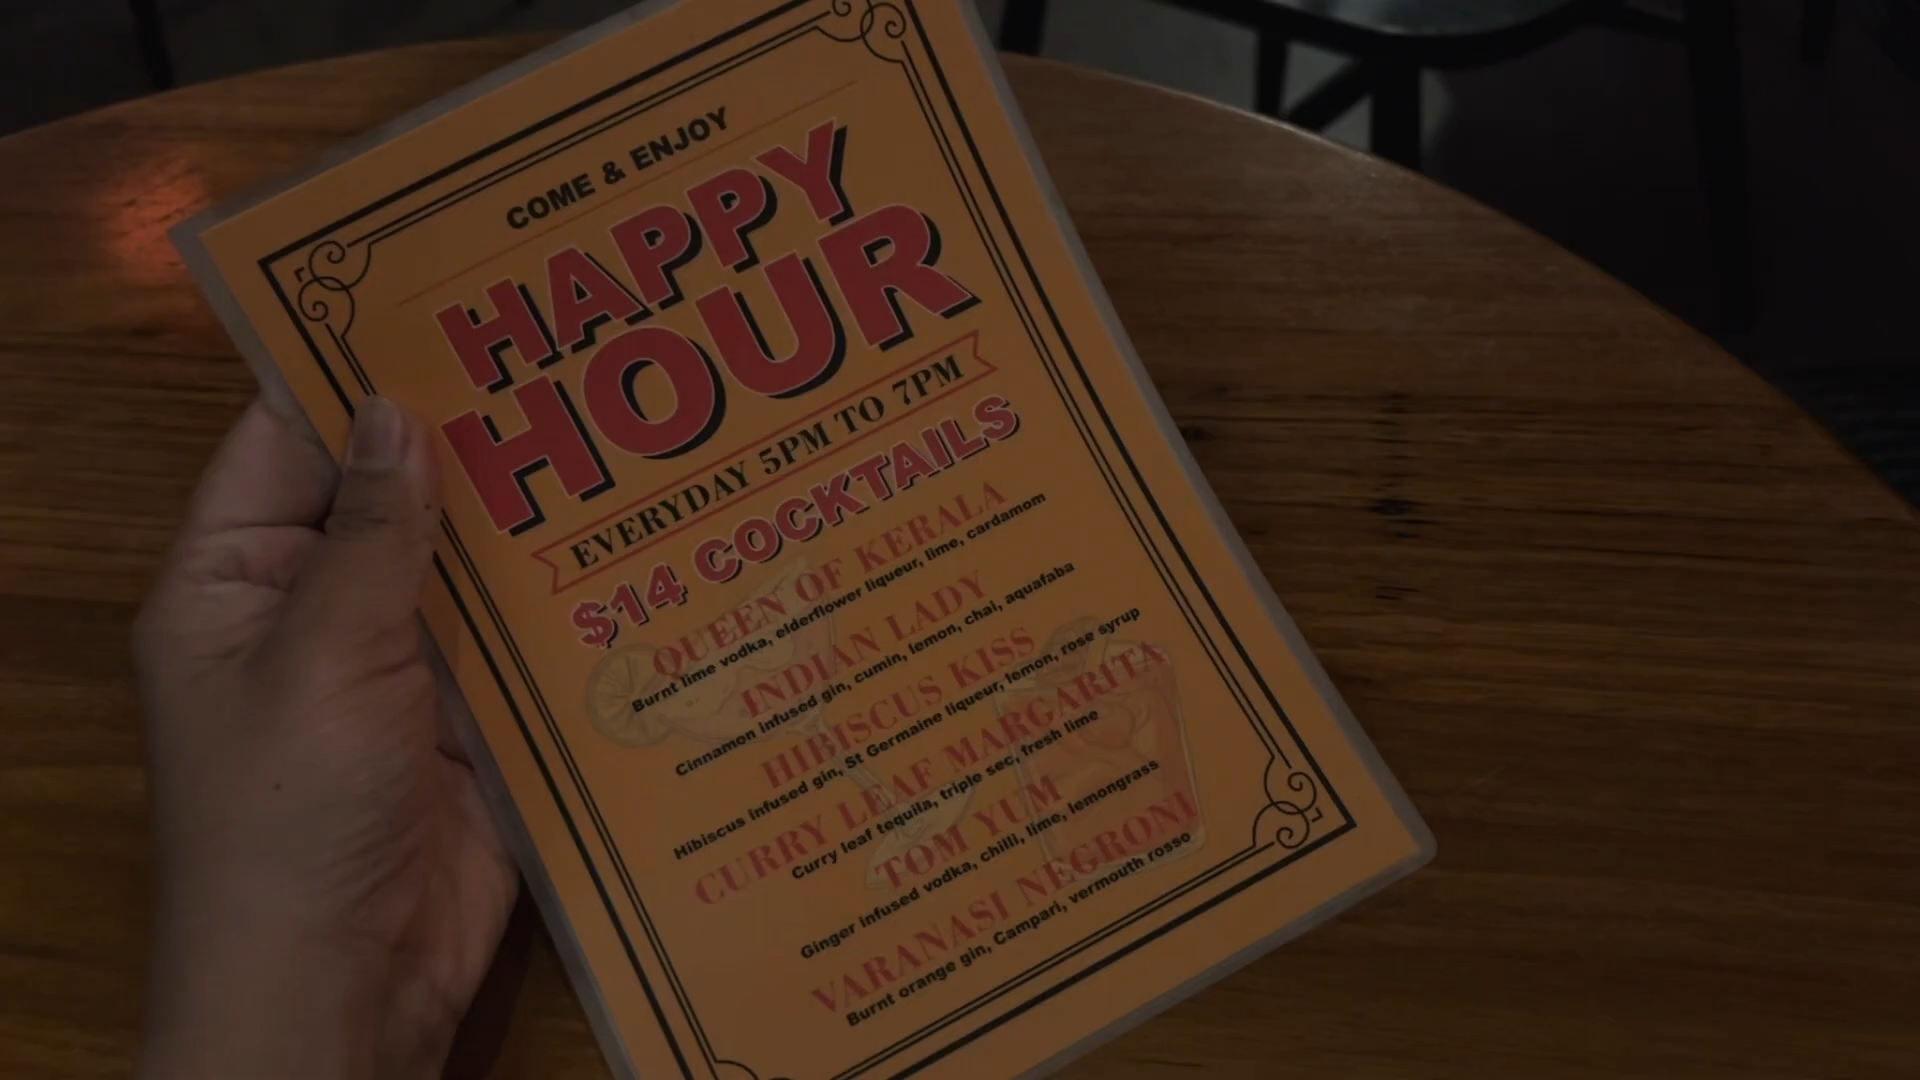 COME & ENJOY
HAPPY
HOUR
EVERYDAY 5PM TO 7PM
$14 COCKTAILS
QUEEN OF KERALA
Burnt lime vodka, elderflower liqueur, lime, cardamom
INDIAN LADY
Cinnamon infused gin, cumin, lemon, chai, aquafaba
HIBISCUS KISS
Hibiscus infused gin, St Germaine liqueur, lemon, rose syrup
CURRY LEAF MARGARITA
Curry leaf tequila, triple sec, fresh lime
TOM YUM
Ginger infused vodka, chilli, lime, lemongrass
VARANASI NEGRONI
Burnt orange gin, Campari, vermouth rosso